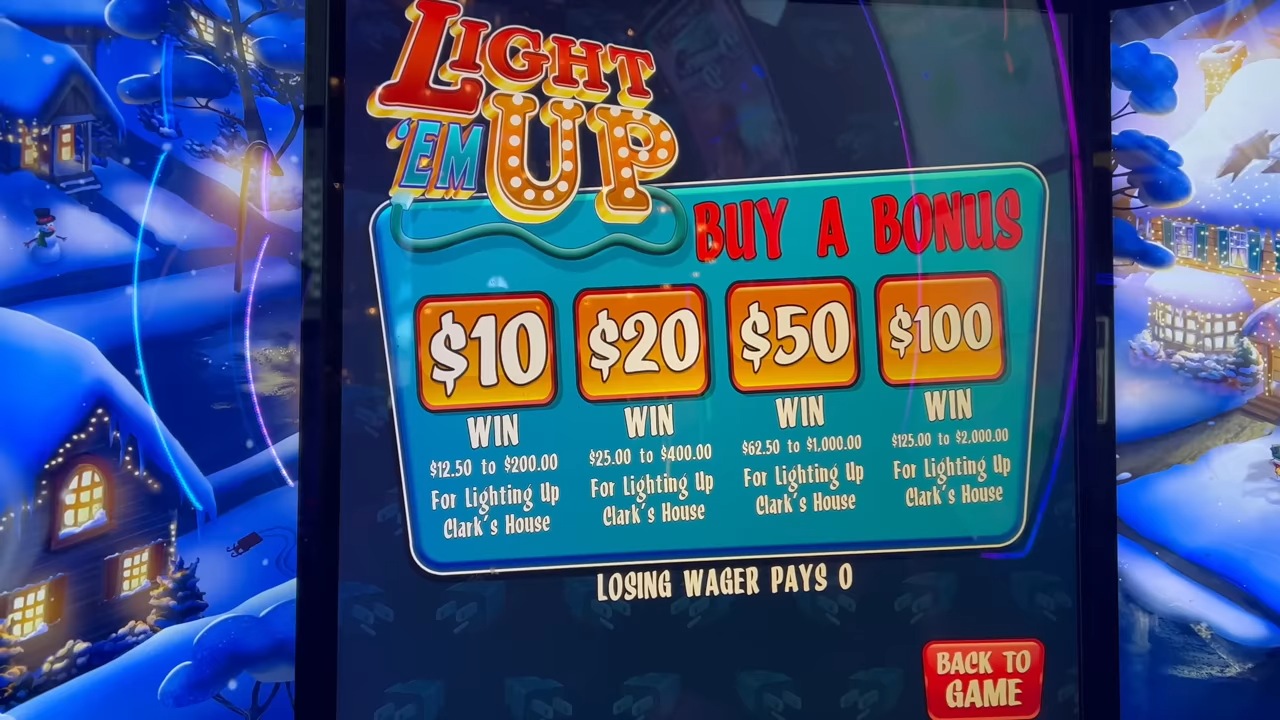 LIGHT
'EM UP
BUY A BONUS
$10
WIN
$12.50 to $200.00
For Lighting Up
Clark's House
$20
WIN
$25.00 to $400.00
For Lighting Up
Clark's House
$50
WIN
$62.50 to $1,000.00
For Lighting Up
Clark's House
$100
WIN
$125.00 to $2,000.00
For Lighting Up
Clark's House
LOSING WAGER PAYS 0
BACK TO
GAME